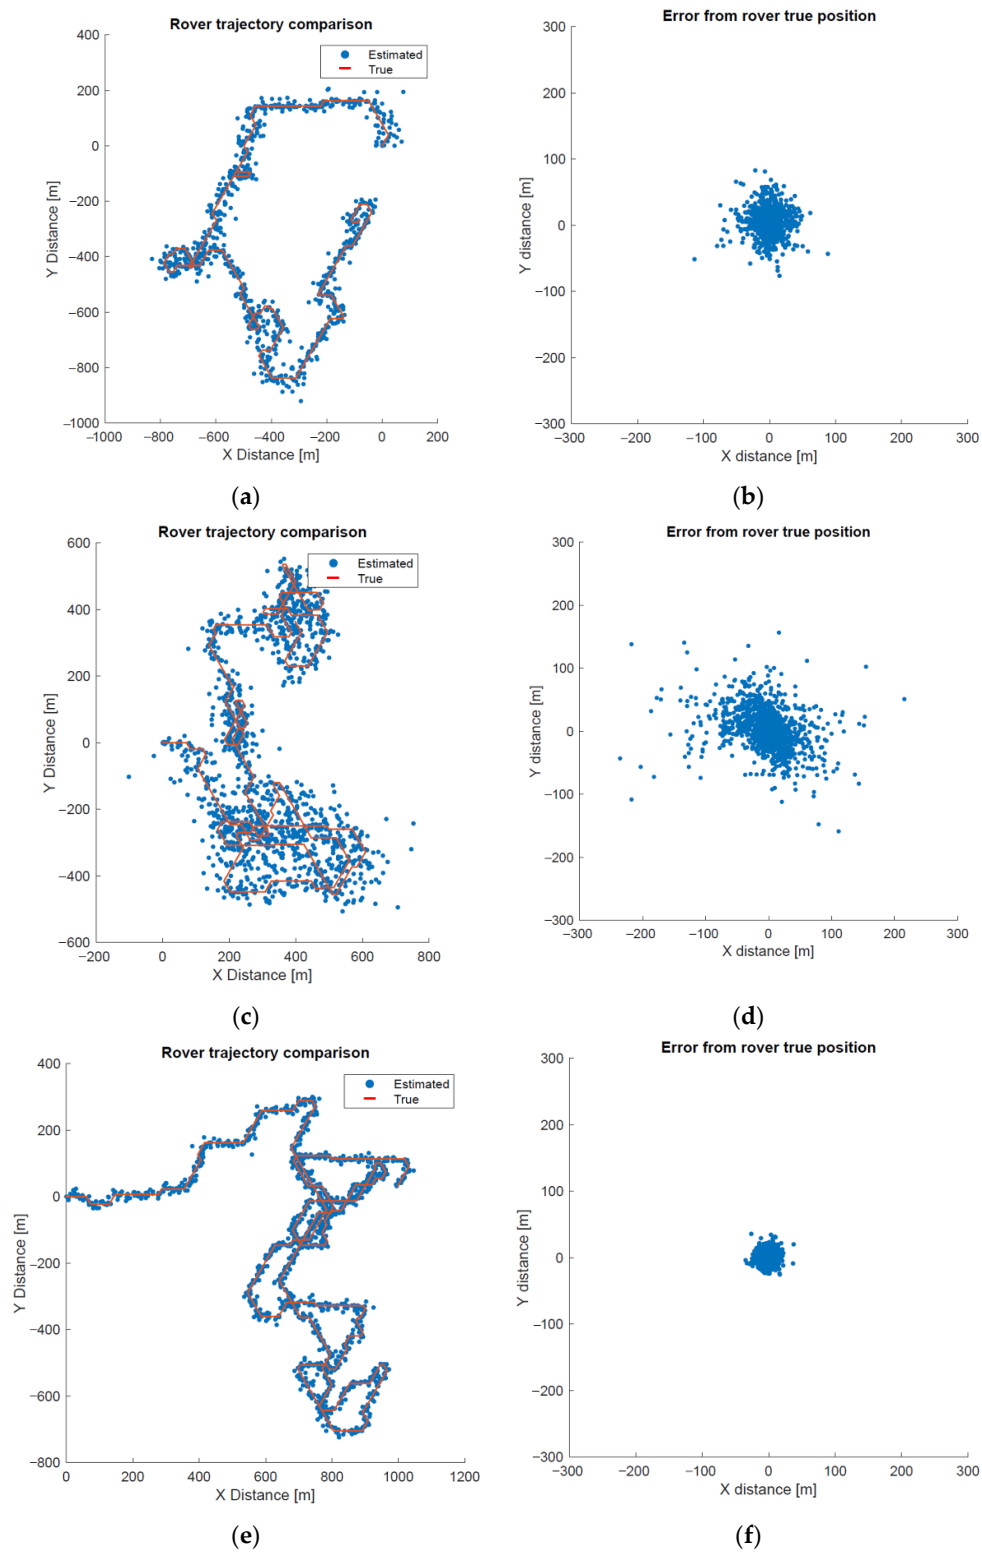 Rover trajectory comparison
Estimated
True
400
200
0
−200
−400
−600
−800
−1000
Y Distance [m]
−1000 −800 −600 −400 −200 0 200
X Distance [m]
(a)
Error from rover true position
300
200
100
0
−100
−200
−300
Y distance [m]
−300 −200 −100 0 100 200 300
X distance [m]
(b)
Rover trajectory comparison
Estimated
True
600
400
200
0
−200
−400
−600
Y Distance [m]
−200 0 200 400 600 800
X Distance [m]
(c)
Error from rover true position
300
200
100
0
−100
−200
−300
Y distance [m]
−300 −200 −100 0 100 200 300
X distance [m]
(d)
Rover trajectory comparison
Estimated
True
400
200
0
−200
−400
−600
−800
Y Distance [m]
0 200 400 600 800 1000 1200
X Distance [m]
(e)
Error from rover true position
300
200
100
0
−100
−200
−300
Y distance [m]
−300 −200 −100 0 100 200 300
X distance [m]
(f)